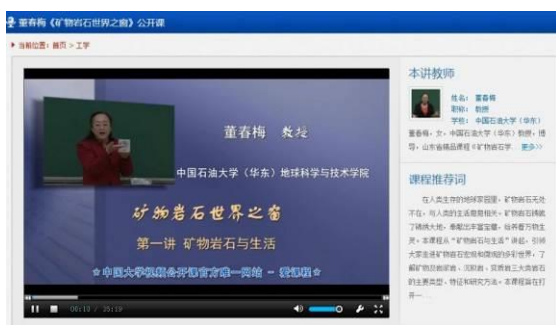 董春梅《矿物岩石世界之窗》公开课
当前位置：首页 > 工学
董春梅 教授
中国石油大学（华东）地球科学与技术学院
矿物岩石世界之窗
第一讲 矿物岩石与生活
☆中国大学视频公开课官方唯一网站 - 爱课程☆
00:10 / 35:19
本讲教师
姓名： 董春梅
职称： 教授
学校： 中国石油大学（华东）
董春梅，女，中国石油大学（华东）教授，博
导，山东省精品课程《矿物岩石学... 更多>>
课程推荐词
在人类生存的地球家园里，矿物岩石无处
不在，与人类的生活息息相关。矿物岩石铸就
了锦绣大地，奉献出丰富宝藏，培养着万物生
灵。本课程从“矿物岩石与生活”讲起，引领
大家走进矿物岩石宏观和微观的多彩世界，了
解矿物及岩浆岩、沉积岩、变质岩三大类岩石
的主要类型、特征和研究方法。本课程旨在打
开一...